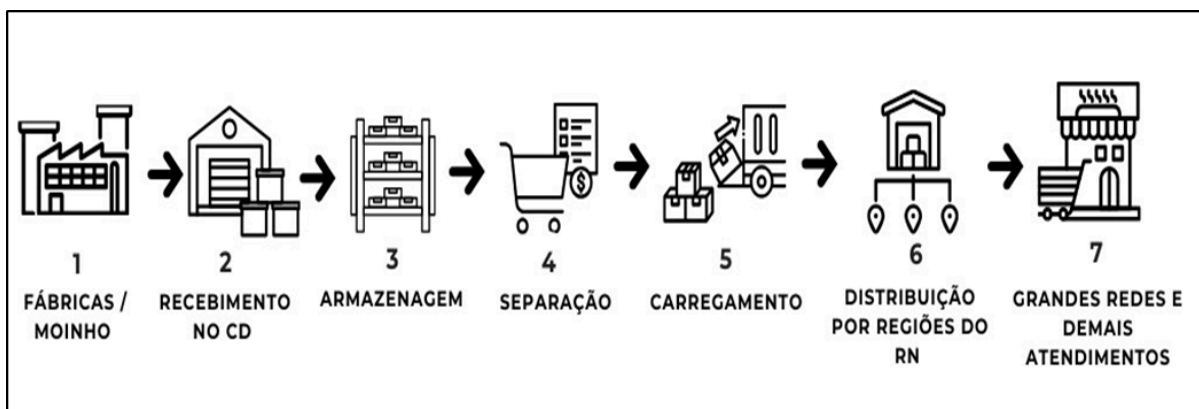 1
FÁBRICAS /
MOINHO
2
RECEBIMENTO
NO CD
3
ARMAZENAGEM
4
SEPARAÇÃO
5
CARREGAMENTO
6
DISTRIBUIÇÃO
POR REGIÕES DO
RN
7
GRANDES REDES E
DEMAIS
ATENDIMENTOS
$